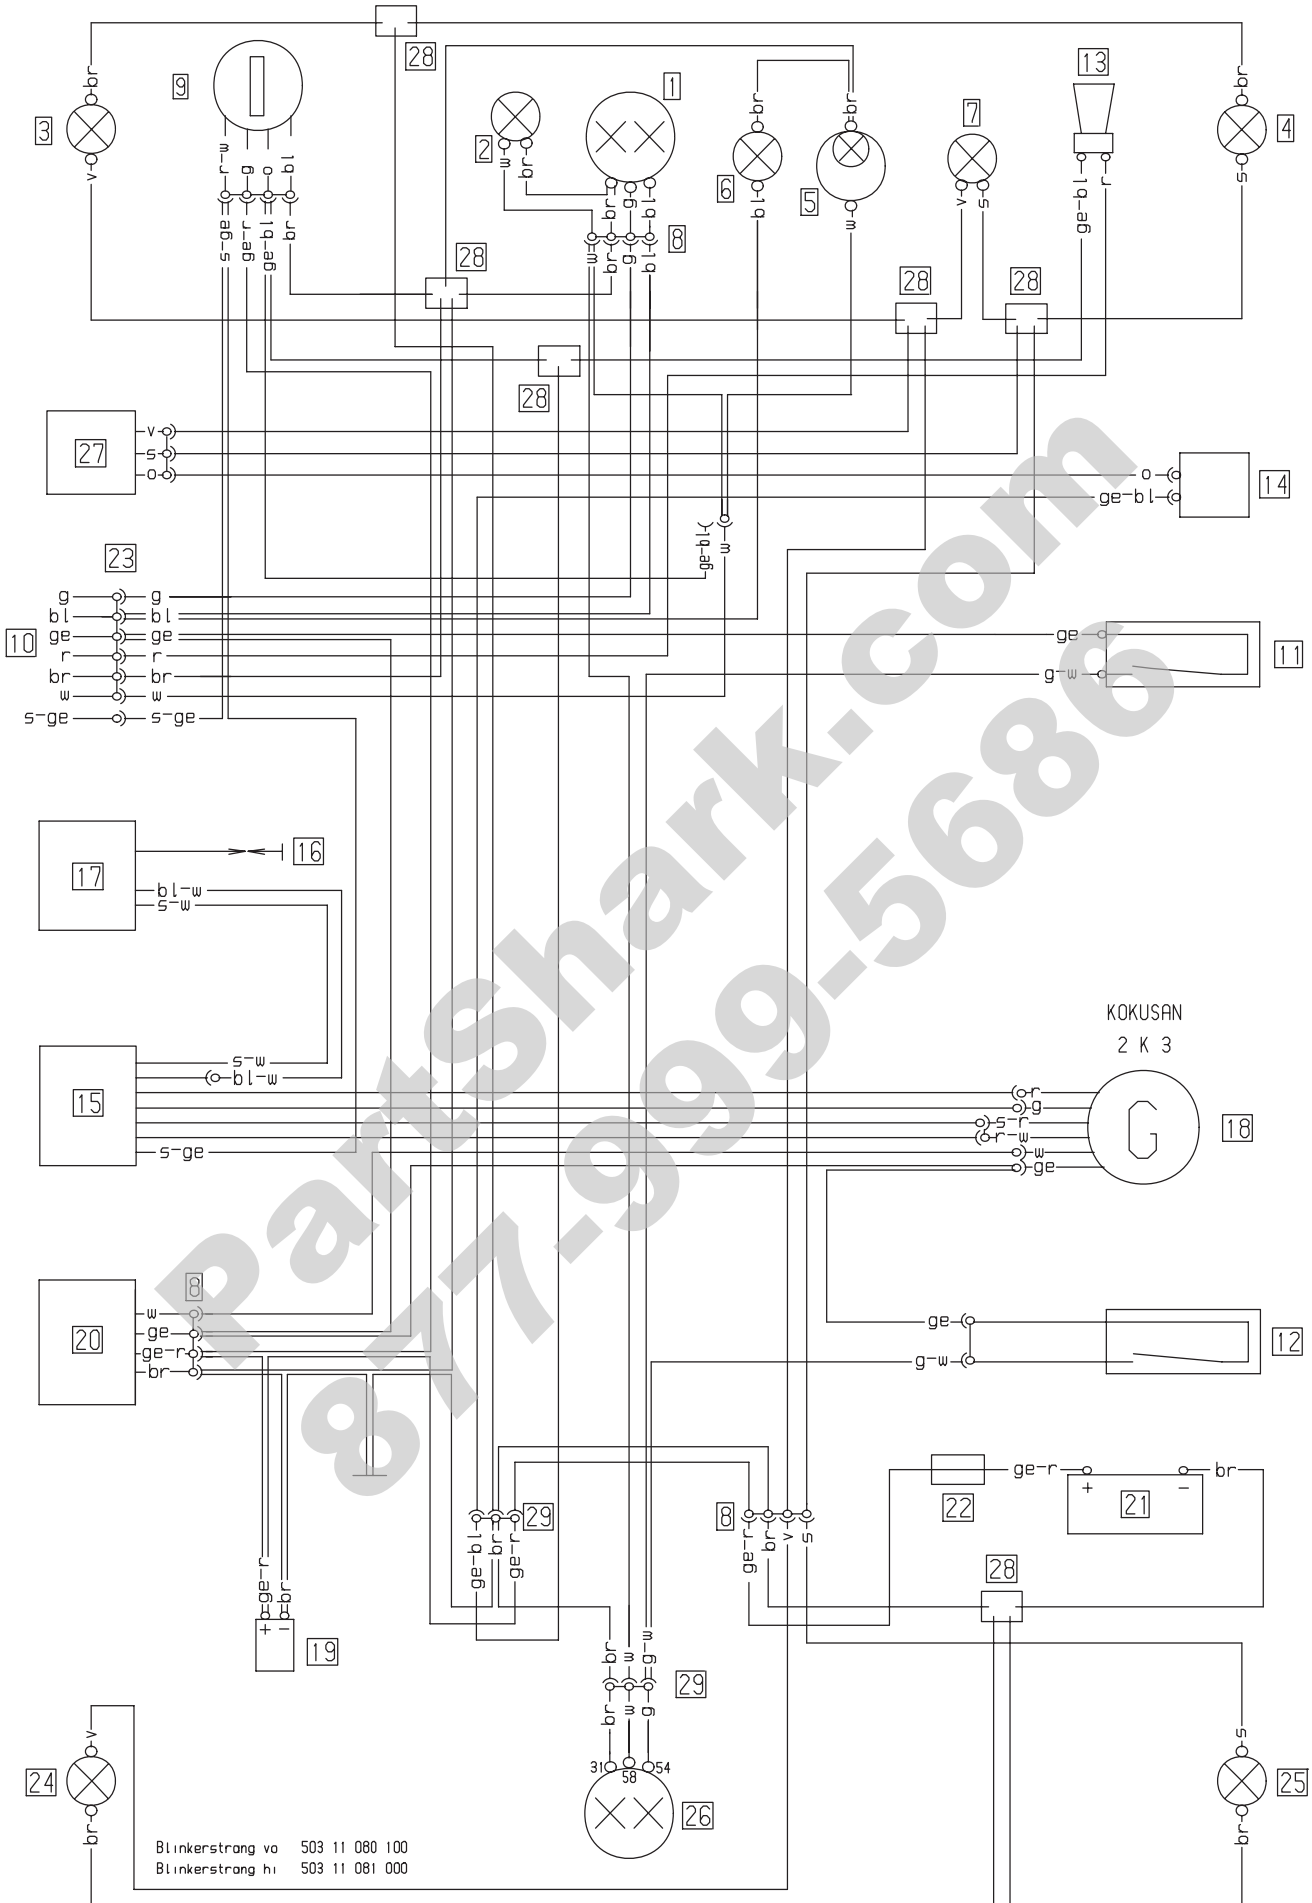 28
br
br
9
1
13
3
4
7
2
br
br
w
br
6
5
v
r-w
g
o
bl
s
s-ge
ge-r
ge-bl
br
br
g
bl
8
w
br
g
bl
bl
w
v
s
ge-bl
r
28
28
28
28
27
v
s
o
o
14
ge-bl
ge-bl
w
23
g
g
bl
bl
10
ge
ge
ge
11
r
r
br
br
g-w
w
w
s-ge
s-ge
PartShark.com
877-999-5686
17
16
bl-w
s-w
KOKUSAN
2 K 3
15
s-w
bl-w
r
g
s-r
r-w
w
ge
G
18
s-ge
8
20
w
ge
ge-r
br
ge
12
g-w
22
ge-r
+
-
br
21
29
8
ge-bl
br
ge-r
ge-r
br
v
s
28
ge-r
br
+
-
19
br
w
g-w
29
br
w
g
v
s
31
58
54
24
26
25
br
br
Blinkerstrang vo 503 11 080 100
Blinkerstrang hi 503 11 081 000